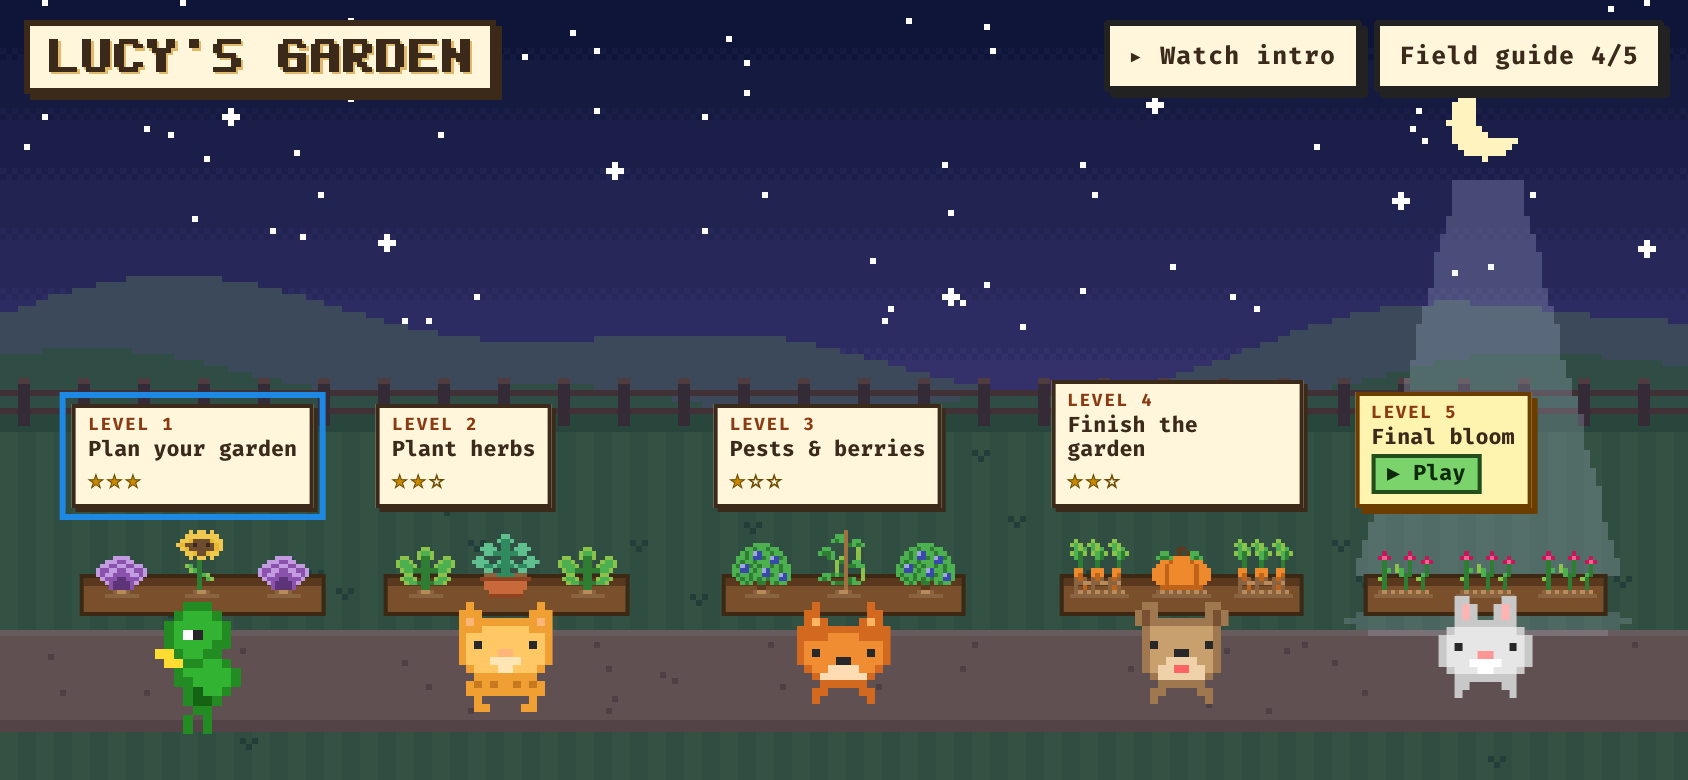 LUCY'S GARDEN
▸ Watch intro
Field guide 4/5
LEVEL 1
Plan your garden
★★★
LEVEL 2
Plant herbs
★★☆
LEVEL 3
Pests & berries
★☆☆
LEVEL 4
Finish the
garden
★★☆
LEVEL 5
Final bloom
▶ Play